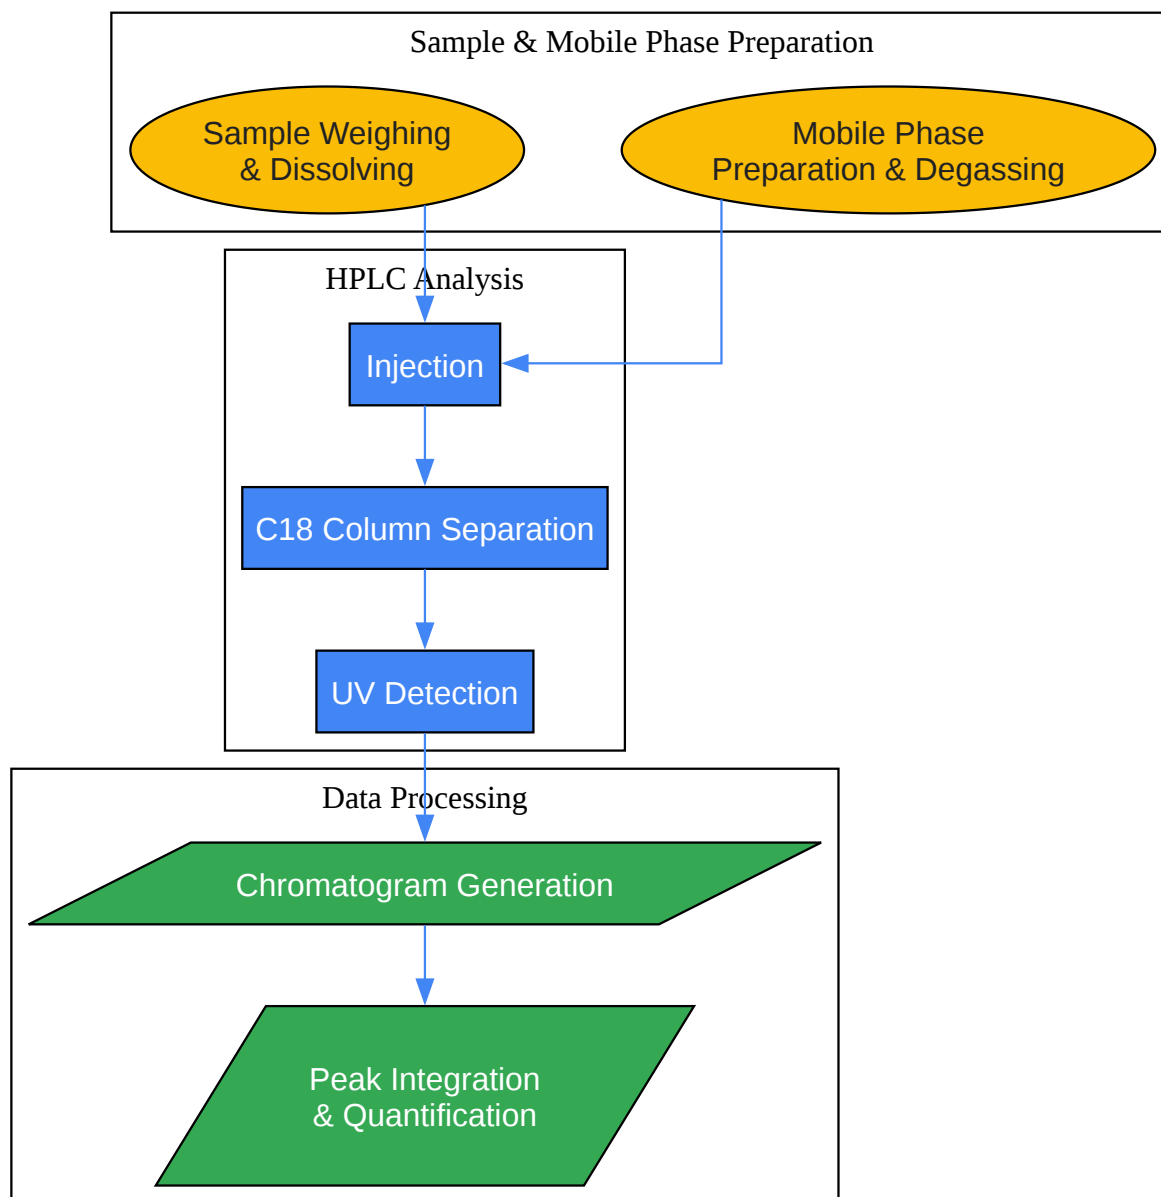 Sample & Mobile Phase Preparation
Sample Weighing
& Dissolving
Mobile Phase
Preparation & Degassing
HPLC Analysis
Injection
C18 Column Separation
UV Detection
Data Processing
Chromatogram Generation
Peak Integration
& Quantification